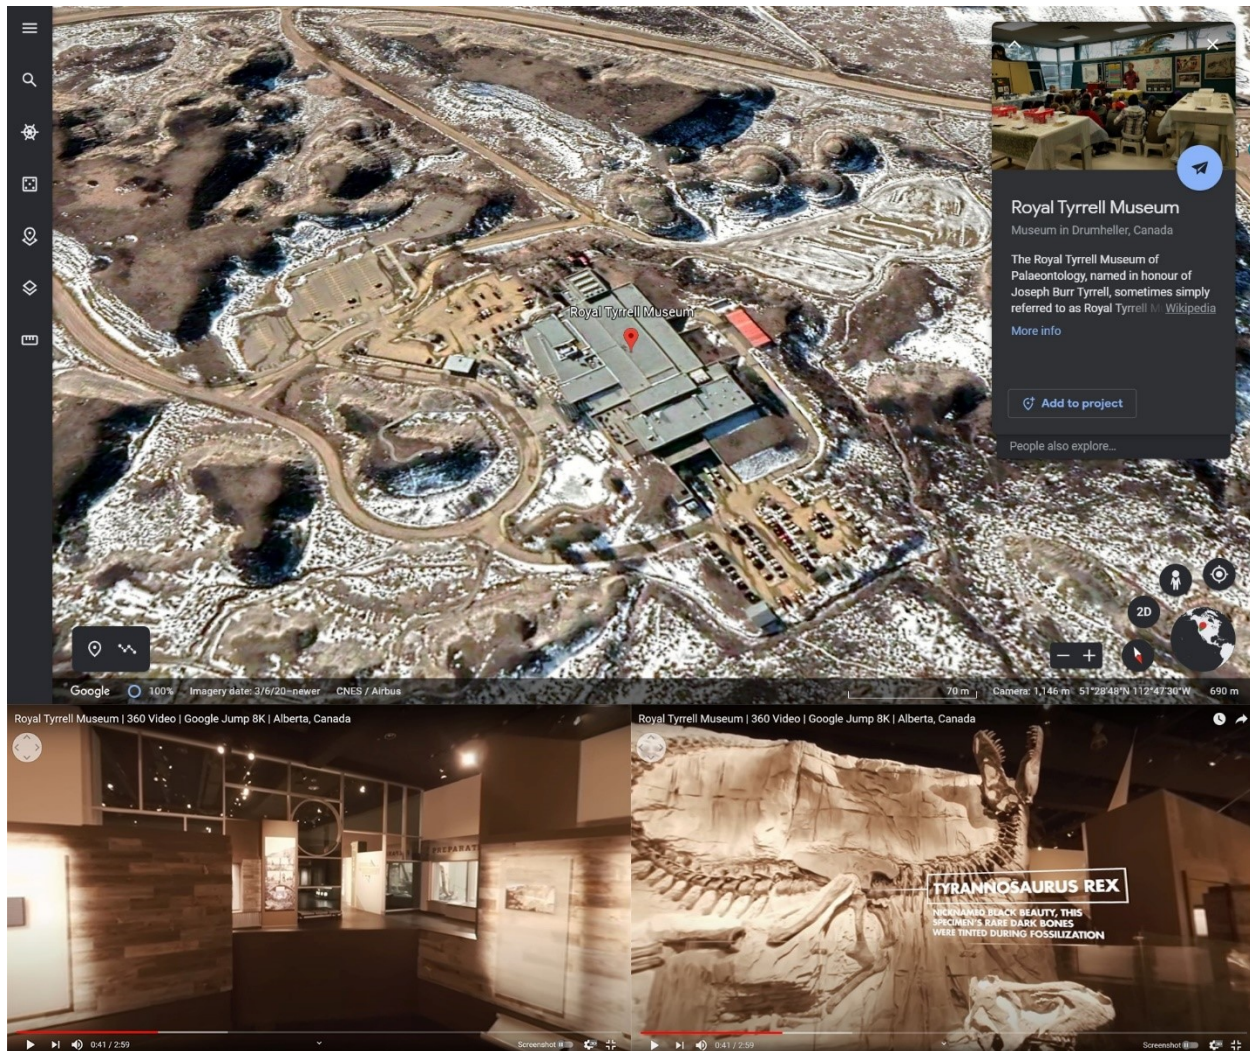 Royal Tyrrell Museum
Royal Tyrrell Museum
Museum in Drumheller, Canada
The Royal Tyrrell Museum of
Palaeontology, named in honour of
Joseph Burr Tyrrell, sometimes simply
referred to as Royal Tyrrell M Wikipedia
More info
Add to project
People also explore...
2D
Google 100% Imagery date: 3/6/20–newer CNES / Airbus 70 m Camera: 1,146 m 51°28'48"N 112°47'30"W 690 m
Royal Tyrrell Museum | 360 Video | Google Jump 8K | Alberta, Canada
PREPARAT
0:41 / 2:59
Screenshot
Royal Tyrrell Museum | 360 Video | Google Jump 8K | Alberta, Canada
TYRANNOSAURUS REX
NICKNAMED BLACK BEAUTY, THIS
SPECIMEN'S RARE DARK BONES
WERE TINTED DURING FOSSILIZATION
0:41 / 2:59
Screenshot